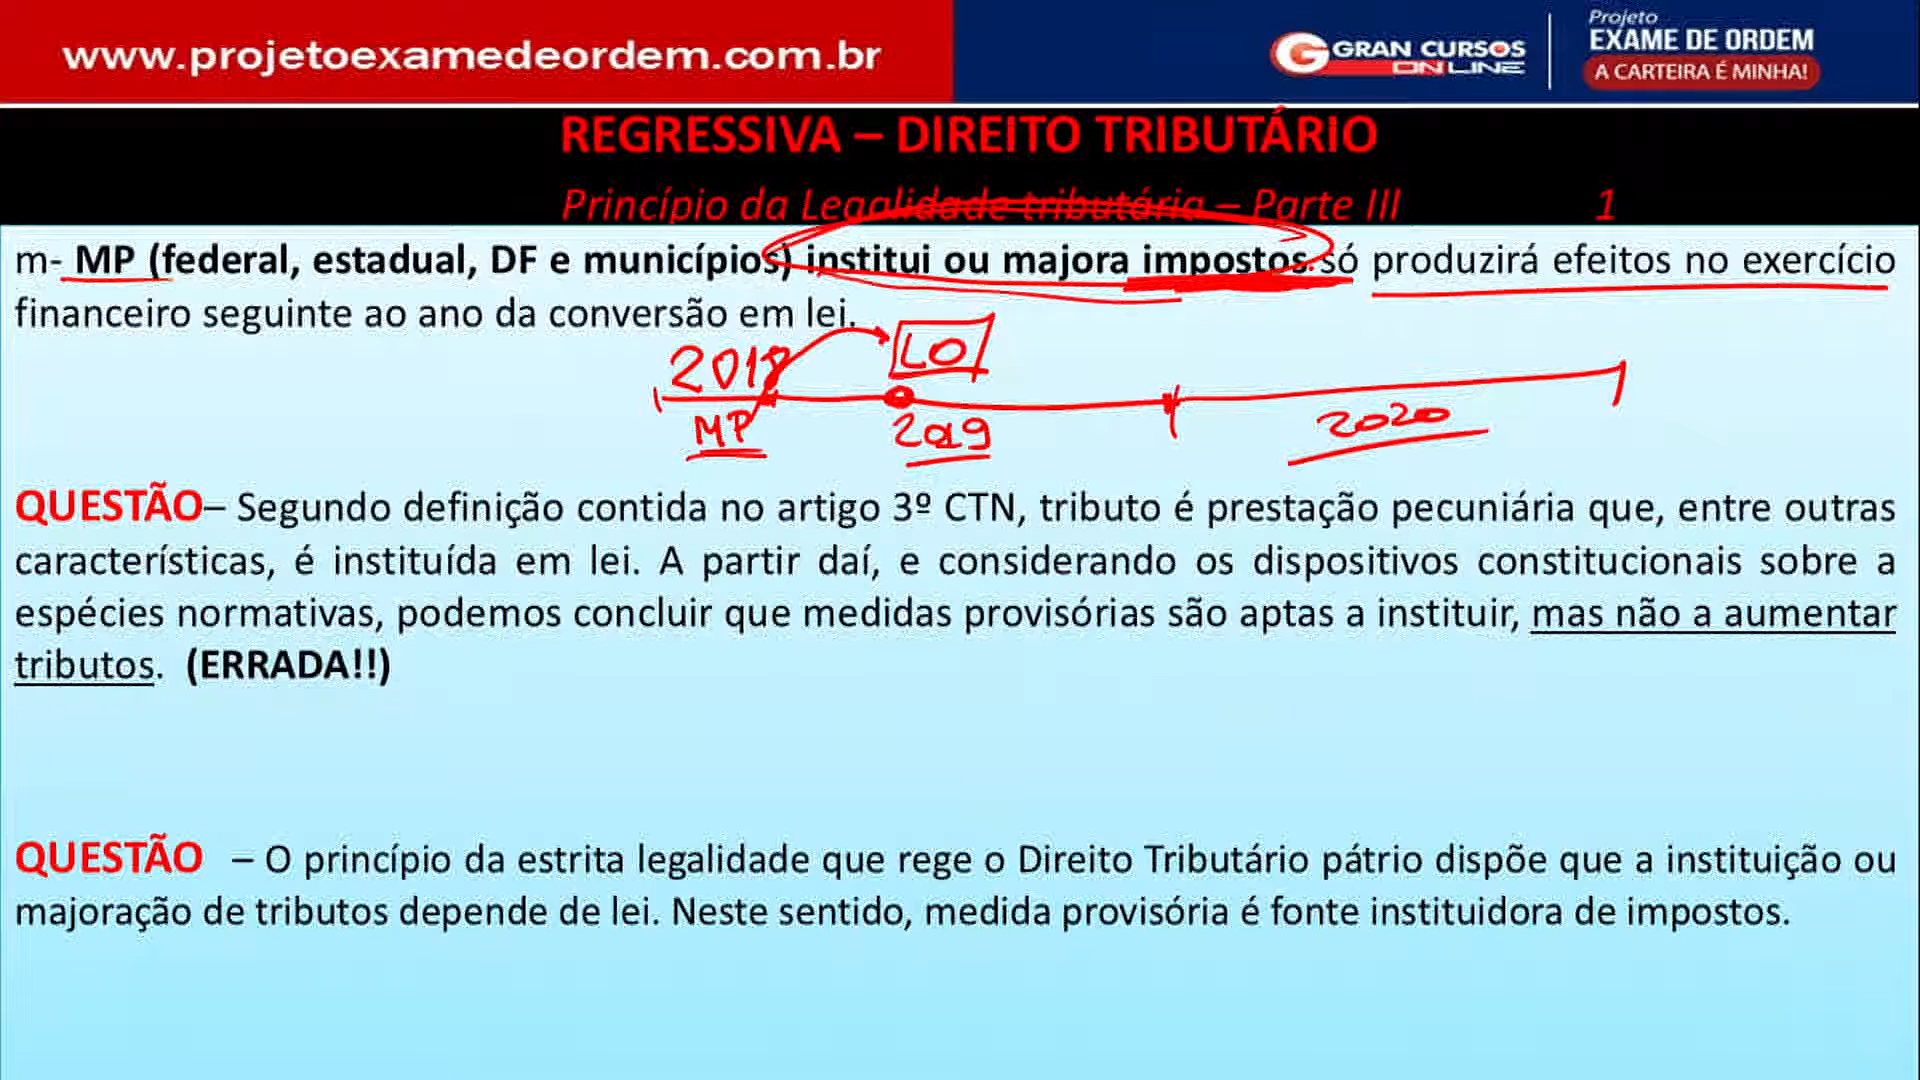 www.projetoexamedeordem.com.br
GRAN CURSOS
ONLINE
Projeto
EXAME DE ORDEM
A CARTEIRA É MINHA!
REGRESSIVA – DIREITO TRIBUTÁRIO
Princípio da Legalidade tributária – Parte III 1
m- MP (federal, estadual, DF e municípios) institui ou majora impostos só produzirá efeitos no exercício
financeiro seguinte ao ano da conversão em lei.
2018 LO
MP 2019 2020
QUESTÃO– Segundo definição contida no artigo 3º CTN, tributo é prestação pecuniária que, entre outras
características, é instituída em lei. A partir daí, e considerando os dispositivos constitucionais sobre a
espécies normativas, podemos concluir que medidas provisórias são aptas a instituir, mas não a aumentar
tributos. (ERRADA!!)
QUESTÃO – O princípio da estrita legalidade que rege o Direito Tributário pátrio dispõe que a instituição ou
majoração de tributos depende de lei. Neste sentido, medida provisória é fonte instituidora de impostos.